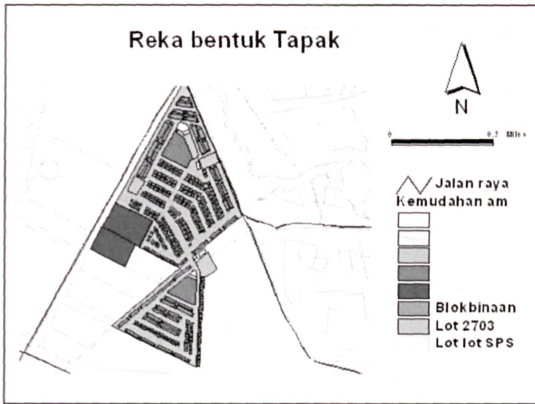 Reka bentuk Tapak
N
0 0.2 Miles
Jalan raya
Kemudahan am
Blokbinaan
Lot 2703
Lot lot SPS